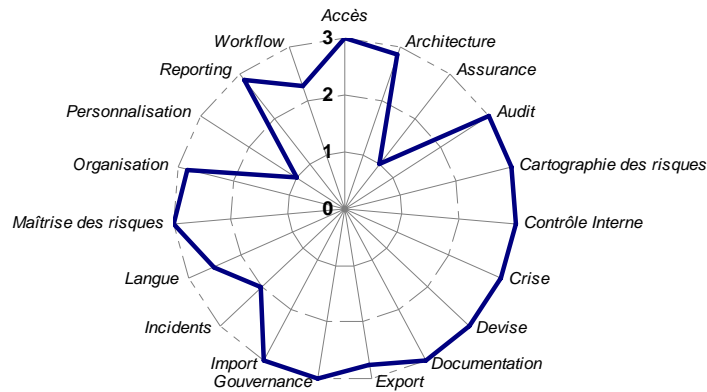 Accès
3
Workflow
Architecture
Reporting
Assurance
2
Personnalisation
Audit
1
Organisation
Cartographie des risques
0
Maîtrise des risques
Contrôle Interne
Langue
Crise
Incidents
Devise
Import
Documentation
Gouvernance
Export